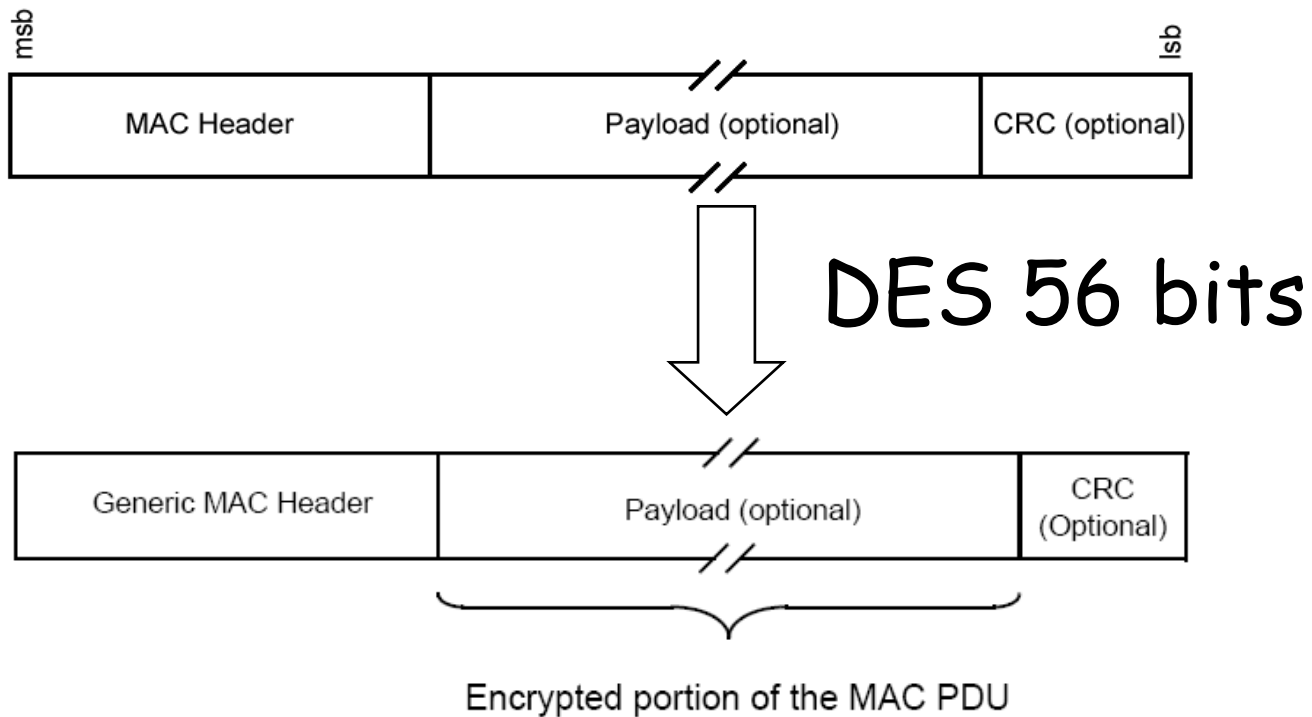 msb
lsb
MAC Header
Payload (optional)
CRC (optional)
DES 56 bits
Generic MAC Header
Payload (optional)
CRC
(Optional)
Encrypted portion of the MAC PDU